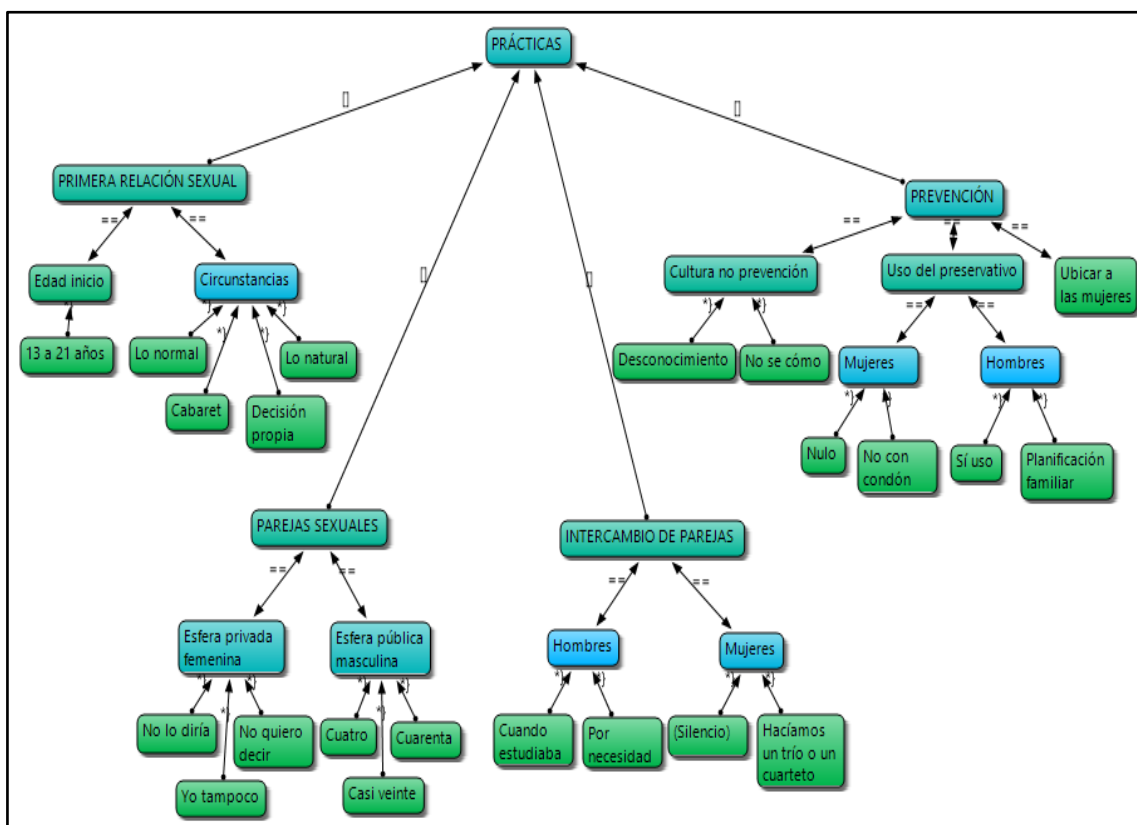 PRÁCTICAS
[]
[]
[]
[]
PRIMERA RELACIÓN SEXUAL
==
==
Edad inicio
*}
13 a 21 años
Circunstancias
*}
*}
*}
*}
Lo normal
Cabaret
Decisión
propia
Lo natural
PREVENCIÓN
==
==
==
Cultura no prevención
*}
*}
Desconocimiento
No se cómo
Uso del preservativo
==
==
Mujeres
*}
*}
Nulo
No con
condón
Hombres
*}
*}
Sí uso
Planificación
familiar
Ubicar a
las mujeres
PAREJAS SEXUALES
==
==
Esfera privada
femenina
*}
*}
*}
No lo diría
Yo tampoco
No quiero
decir
Esfera pública
masculina
*}
*}
*}
Cuatro
Casi veinte
Cuarenta
INTERCAMBIO DE PAREJAS
==
==
Hombres
*}
*}
Cuando
estudiaba
Por
necesidad
Mujeres
*}
*}
(Silencio)
Hacíamos
un trío o un
cuarteto